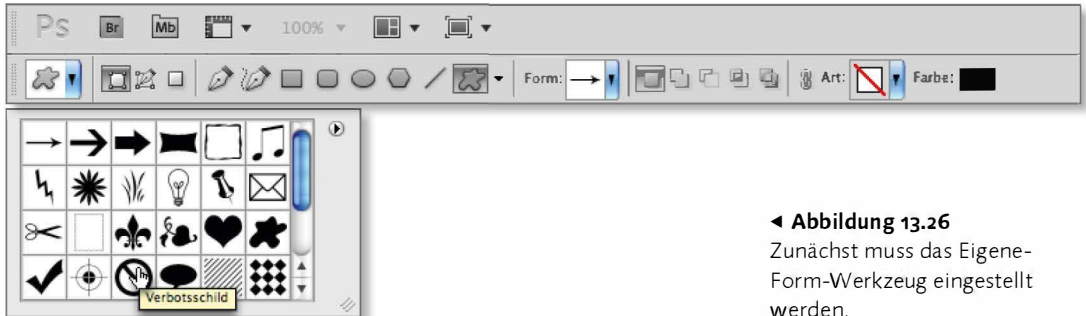 Ps Br Mb 100%
Form: Art: Farbe:
Verbotsschild
◄ Abbildung 13.26
Zunächst muss das Eigene-
Form-Werkzeug eingestellt
werden.